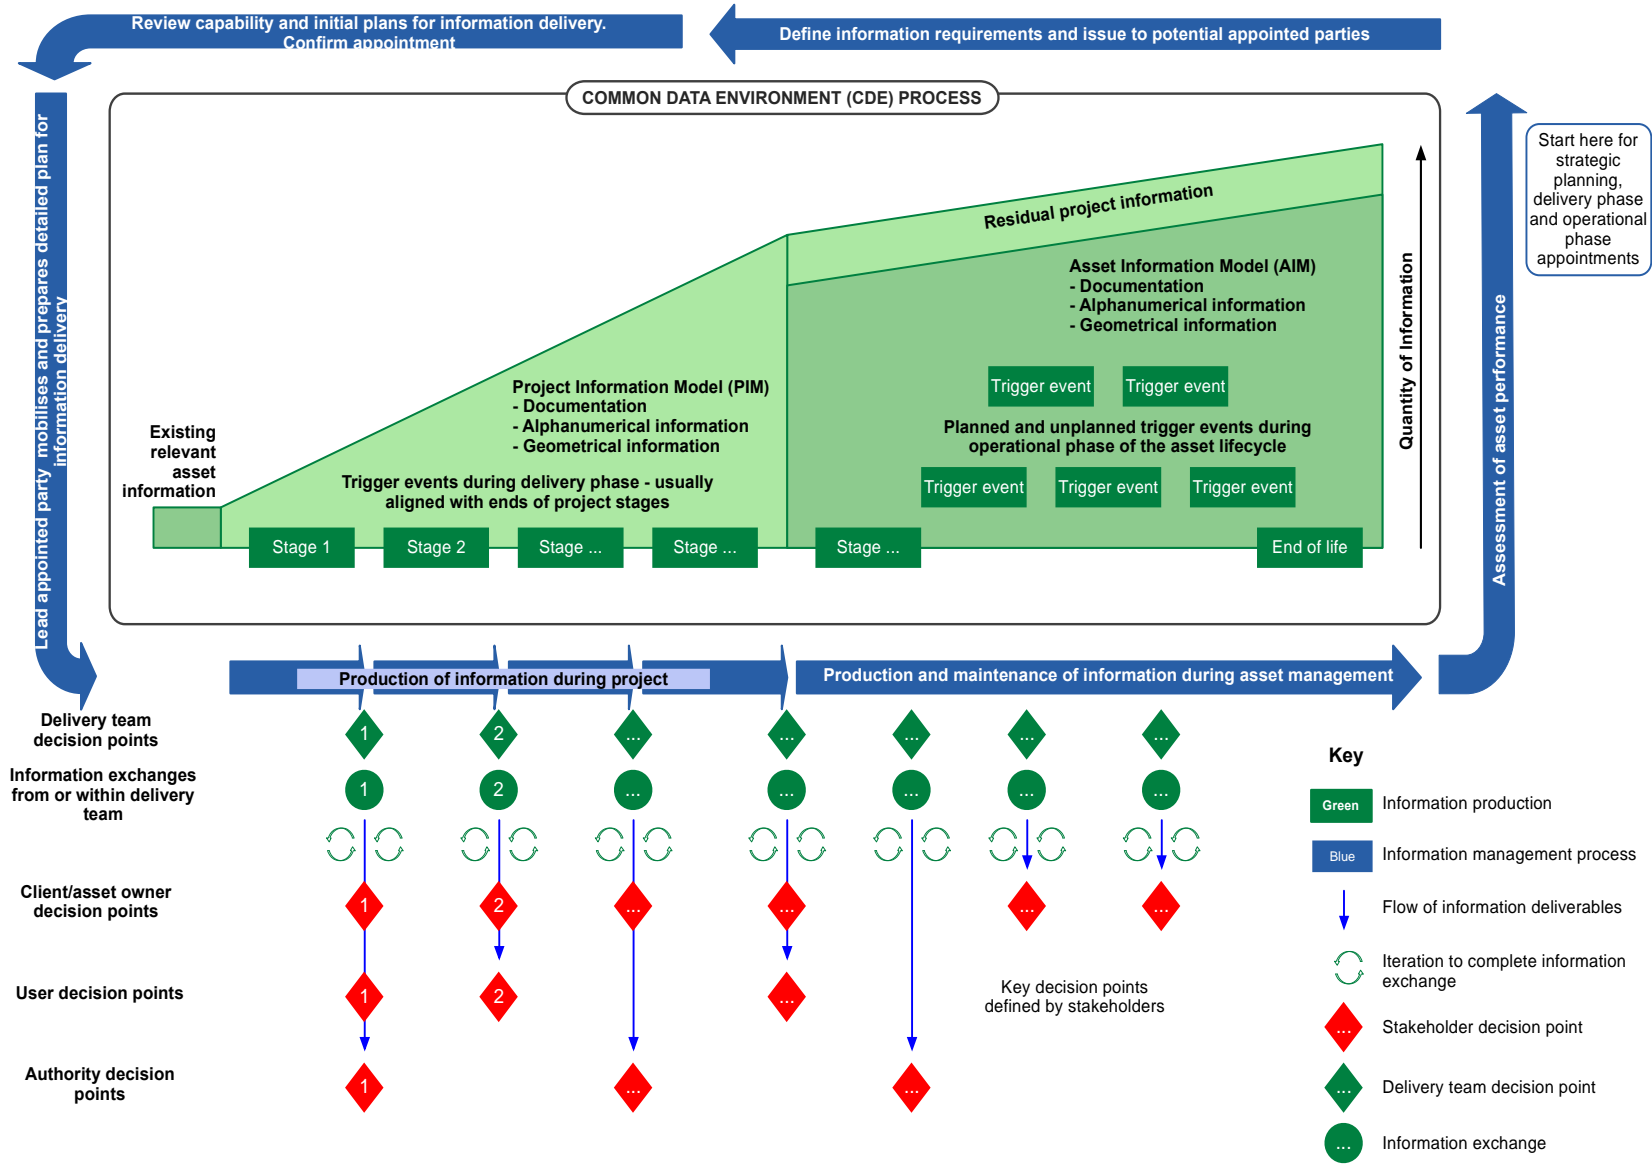 Review capability and initial plans for information delivery.
Confirm appointment
Define information requirements and issue to potential appointed parties
COMMON DATA ENVIRONMENT (CDE) PROCESS
Start here for
strategic
planning,
delivery phase
and operational
phase
appointments
Lead appointed party mobilises and prepares detailed plan for
information delivery
Residual project information
Asset Information Model (AIM)
- Documentation
- Alphanumerical information
- Geometrical information
Quantity of Information
Assessment of asset performance
Project Information Model (PIM)
- Documentation
- Alphanumerical information
- Geometrical information
Trigger event
Trigger event
Planned and unplanned trigger events during
operational phase of the asset lifecycle
Trigger event
Trigger event
Trigger event
Existing
relevant
asset
information
Trigger events during delivery phase - usually
aligned with ends of project stages
Stage 1
Stage 2
Stage ...
Stage ...
Stage ...
End of life
Production of information during project
Production and maintenance of information during asset management
Delivery team
decision points
1
2
...
...
...
...
...
Information exchanges
from or within delivery
team
1
2
...
...
...
...
...
Client/asset owner
decision points
1
2
...
...
...
...
User decision points
1
2
...
Key decision points
defined by stakeholders
Authority decision
points
1
...
...
Key
Green
Information production
Blue
Information management process
Flow of information deliverables
Iteration to complete information
exchange
...
Stakeholder decision point
...
Delivery team decision point
...
Information exchange